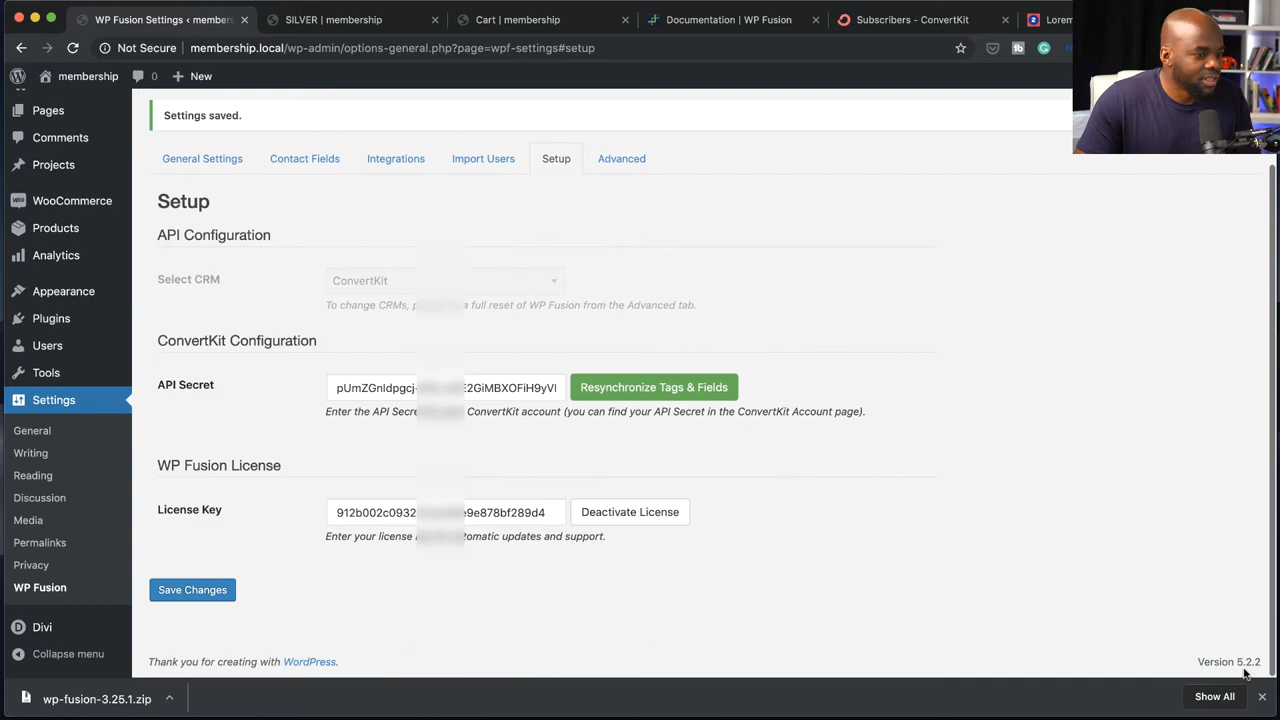 WP Fusion Settings ‹ membersh
SILVER | membership
Cart | membership
Documentation | WP Fusion
Subscribers - ConvertKit
Lorem
Not Secure
membership.local/wp-admin/options-general.php?page=wpf-settings#setup
membership
0
New
Pages
Comments
Projects
WooCommerce
Products
Analytics
Appearance
Plugins
Users
Tools
Settings
General
Writing
Reading
Discussion
Media
Permalinks
Privacy
WP Fusion
Divi
Collapse menu
Settings saved.
General Settings
Contact Fields
Integrations
Import Users
Setup
Advanced
Setup
API Configuration
Select CRM
ConvertKit
To change CRMs, a full reset of WP Fusion from the Advanced tab.
ConvertKit Configuration
API Secret
Resynchronize Tags & Fields
Enter the API Secre ConvertKit account (you can find your API Secret in the ConvertKit Account page).
WP Fusion License
License Key
912b002c0932 e9e878bf289d4
Deactivate License
Enter your license omatic updates and support.
Save Changes
Thank you for creating with WordPress.
Version 5.2.2
wp-fusion-3.25.1.zip
Show All